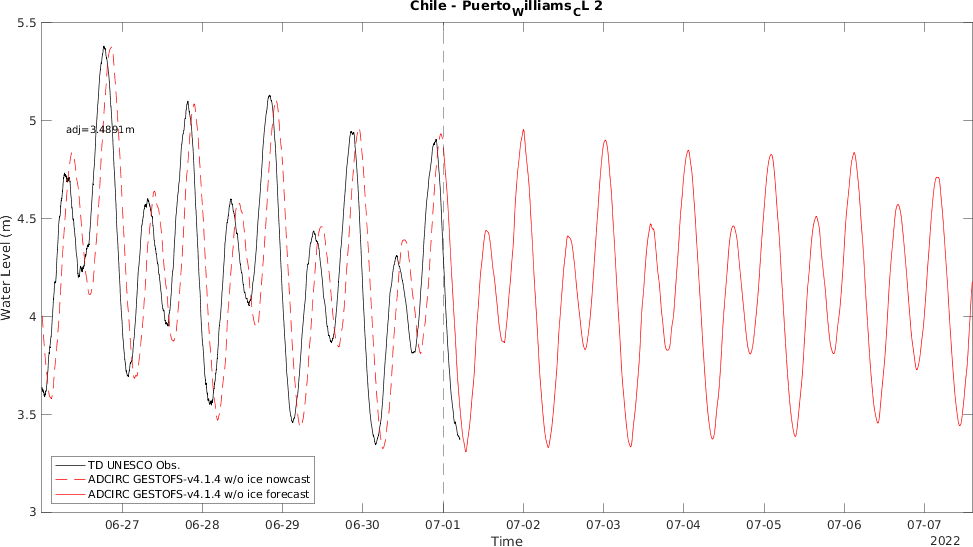 Chile - PuertoWilliamsCL 2
5.5
5
adj=3.4891m
4.5
Water Level (m)
4
3.5
TD UNESCO Obs.
ADCIRC GESTOFS-v4.1.4 w/o ice nowcast
ADCIRC GESTOFS-v4.1.4 w/o ice forecast
3
06-27 06-28 06-29 06-30 07-01 07-02 07-03 07-04 07-05 07-06 07-07
Time
2022